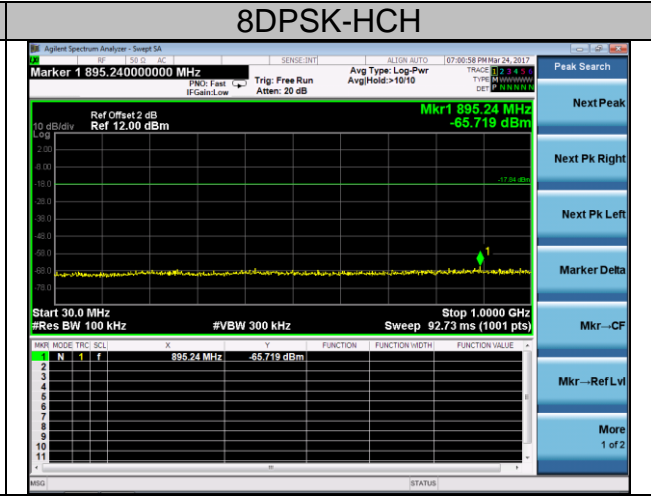 8DPSK-HCH
Agilent Spectrum Analyzer - Swept SA
RF 50 Ω AC SENSE:INT ALIGN AUTO 07:00:58 PM Mar 24, 2017
Marker 1 895.240000000 MHz
PNO: Fast
IFGain:Low
Trig: Free Run
Atten: 20 dB
Avg Type: Log-Pwr
Avg|Hold:>10/10
TRACE 1 2 3 4 5 6
TYPE M W W W W W
DET P N N N N N
Peak Search
Next Peak
Next Pk Right
Next Pk Left
Marker Delta
Mkr→CF
Mkr→Ref Lvl
More
1 of 2
Ref Offset 2 dB
10 dB/div Ref 12.00 dBm
Log
Mkr1 895.24 MHz
-65.719 dBm
2.00
-8.00
-18.0
-28.0
-38.0
-48.0
-58.0
-68.0
-78.0
-17.84 dBm
1
Start 30.0 MHz Stop 1.0000 GHz
#Res BW 100 kHz #VBW 300 kHz Sweep 92.73 ms (1001 pts)
MKR MODE TRC SCL X Y FUNCTION FUNCTION WIDTH FUNCTION VALUE
1 N 1 f 895.24 MHz -65.719 dBm
2
3
4
5
6
7
8
9
10
11
MSG STATUS